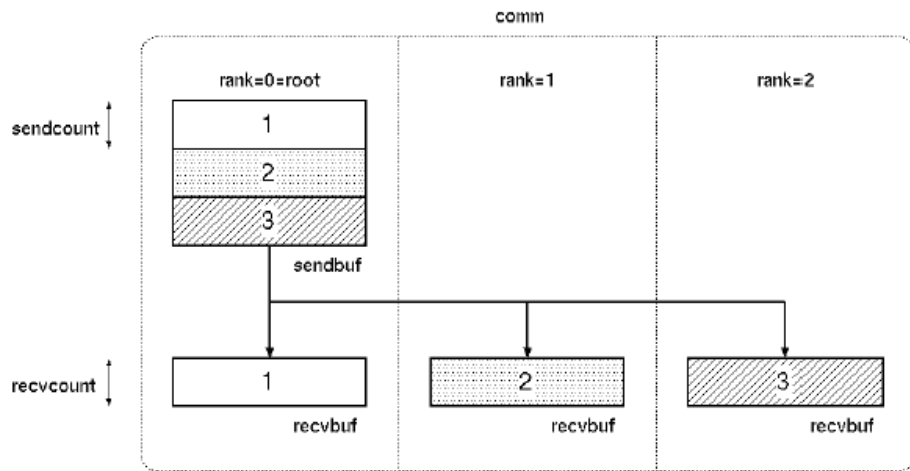 comm
rank=0=root
rank=1
rank=2
sendcount
1
2
3
sendbuf
recvcount
1
2
3
recvbuf
recvbuf
recvbuf